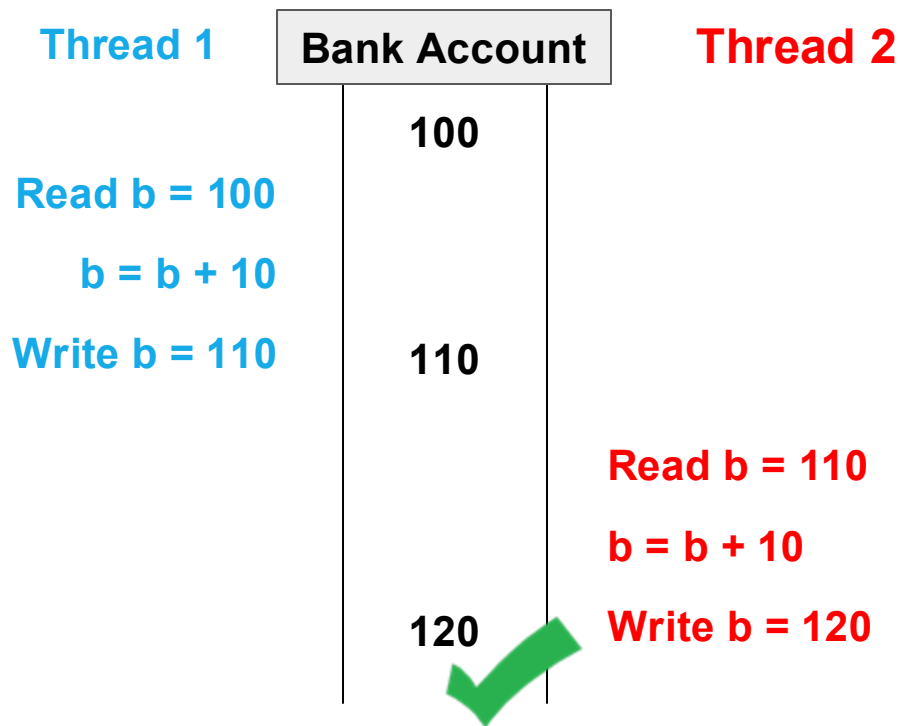 Thread 1
Bank Account
Thread 2
100
Read b = 100
b = b + 10
Write b = 110
110
Read b = 110
b = b + 10
120
Write b = 120